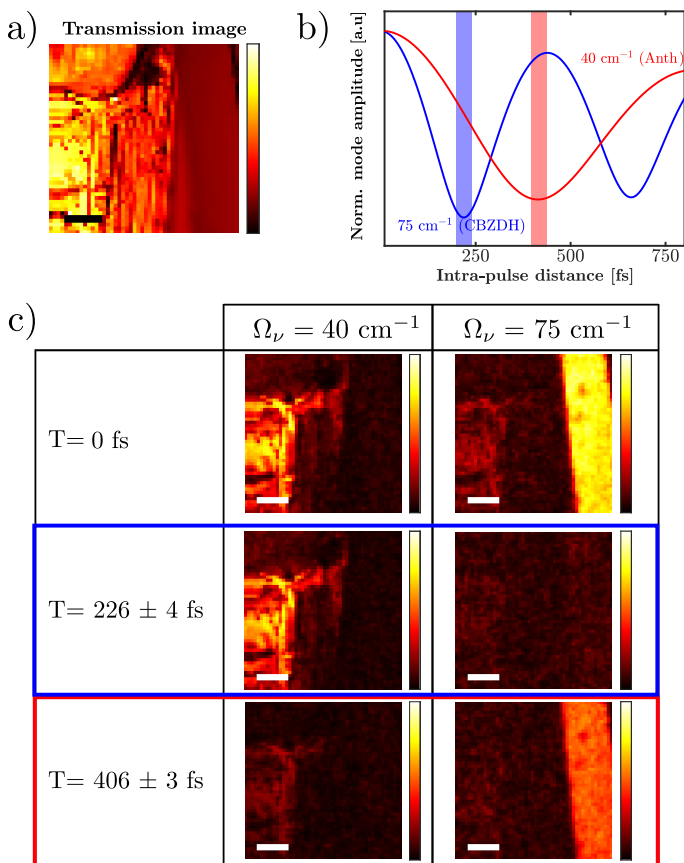 a)
Transmission image
b)
Norm. mode amplitude [a.u]
40 cm⁻¹ (Anth)
75 cm⁻¹ (CBZDH)
250
500
750
Intra-pulse distance [fs]
c)
Ω_ν = 40 cm⁻¹
Ω_ν = 75 cm⁻¹
T= 0 fs
T= 226 ± 4 fs
T= 406 ± 3 fs